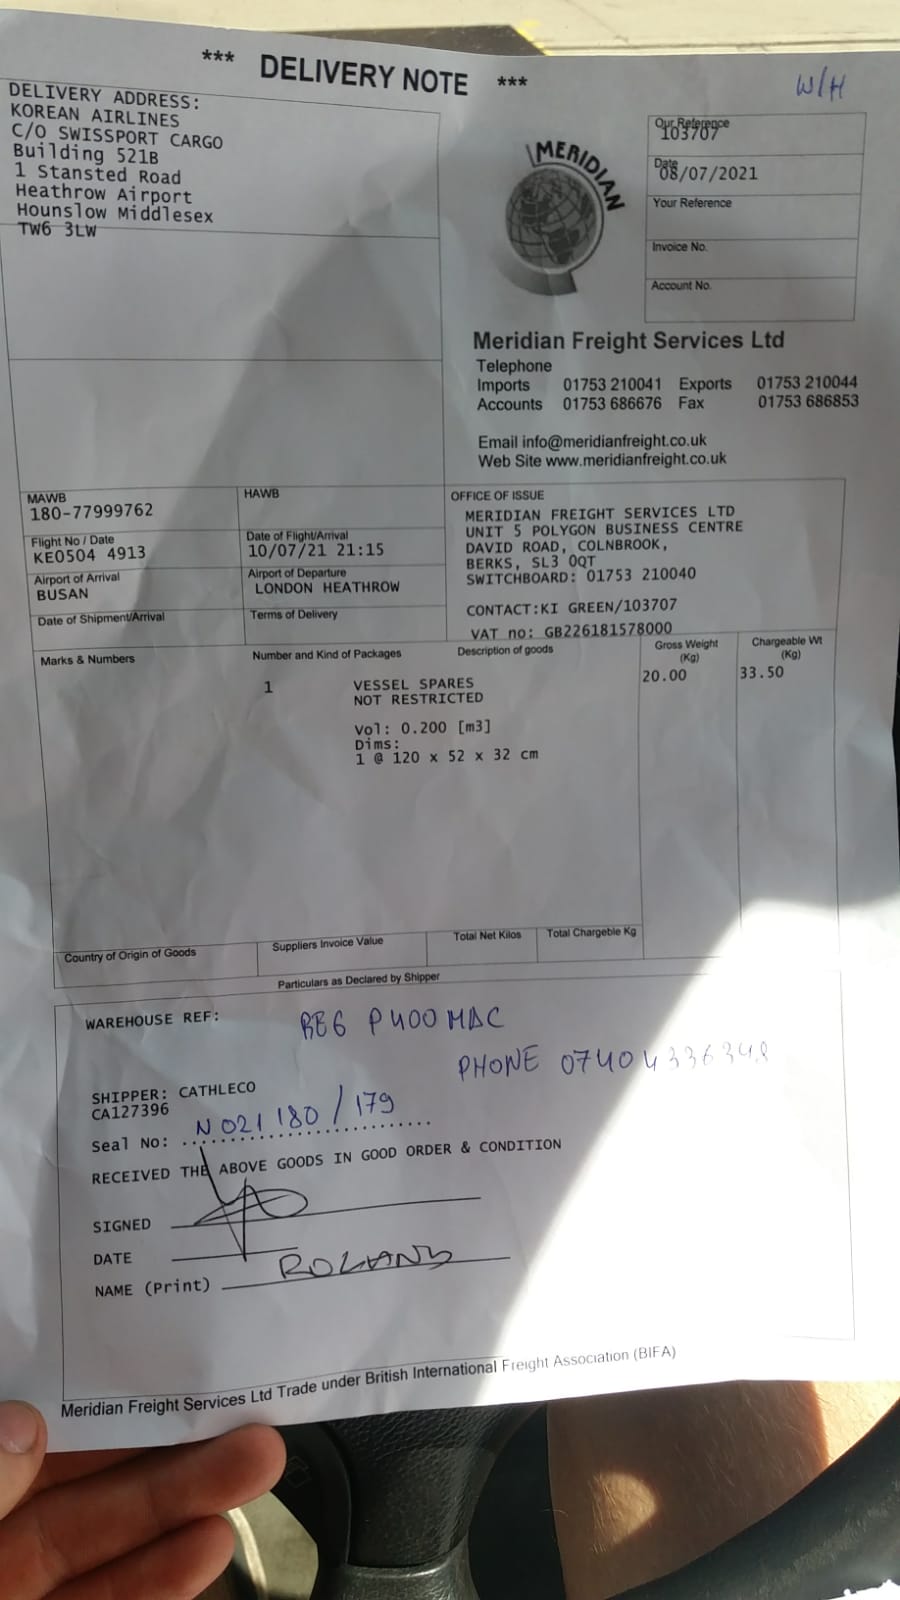 *** DELIVERY NOTE ***
W/H
DELIVERY ADDRESS:
KOREAN AIRLINES
C/O SWISSPORT CARGO
Building 521B
1 Stansted Road
Heathrow Airport
Hounslow Middlesex
TW6 3LW
MERIDIAN
Our Reference
103707
Date
08/07/2021
Your Reference
Invoice No.
Account No.
Meridian Freight Services Ltd
Telephone
Imports 01753 210041 Exports 01753 210044
Accounts 01753 686676 Fax 01753 686853
Email info@meridianfreight.co.uk
Web Site www.meridianfreight.co.uk
MAWB
180-77999762
HAWB
Flight No / Date
KE0504 4913
Date of Flight/Arrival
10/07/21 21:15
Airport of Arrival
BUSAN
Airport of Departure
LONDON HEATHROW
Date of Shipment/Arrival
Terms of Delivery
OFFICE OF ISSUE
MERIDIAN FREIGHT SERVICES LTD
UNIT 5 POLYGON BUSINESS CENTRE
DAVID ROAD, COLNBROOK,
BERKS, SL3 0QT
SWITCHBOARD: 01753 210040
CONTACT:KI GREEN/103707
VAT no: GB226181578000
Marks & Numbers Number and Kind of Packages Description of goods Gross Weight (Kg) Chargeable Wt (Kg)
1 VESSEL SPARES 20.00 33.50
NOT RESTRICTED
Vol: 0.200 [m3]
Dims:
1 @ 120 x 52 x 32 cm
Country of Origin of Goods Suppliers Invoice Value Total Net Kilos Total Chargeble Kg
Particulars as Declared by Shipper
WAREHOUSE REF: REG P400MAC
PHONE 07404336348
SHIPPER: CATHLECO
CA127396
Seal No: N021180/179
RECEIVED THE ABOVE GOODS IN GOOD ORDER & CONDITION
SIGNED
DATE
NAME (Print) ROLAND
Meridian Freight Services Ltd Trade under British International Freight Association (BIFA)